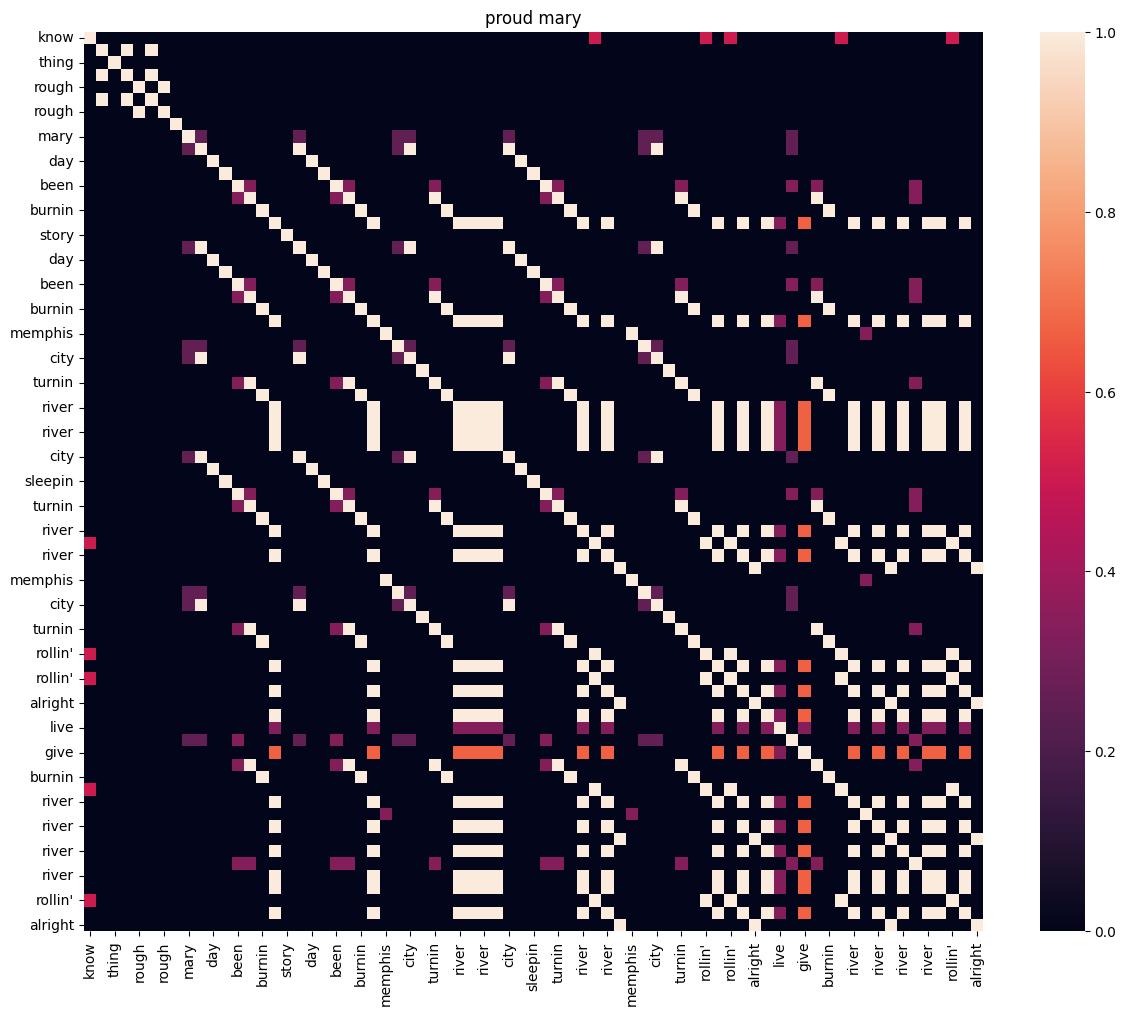 proud mary
know
thing
rough
rough
mary
day
been
burnin
story
day
been
burnin
memphis
city
turnin
river
river
city
sleepin
turnin
river
river
memphis
city
turnin
rollin'
rollin'
alright
live
give
burnin
river
river
river
river
rollin'
alright
know
thing
rough
rough
mary
day
been
burnin
story
day
been
burnin
memphis
city
turnin
river
river
city
sleepin
turnin
river
river
memphis
city
turnin
rollin'
rollin'
alright
live
give
burnin
river
river
river
river
rollin'
alright
1.0
0.8
0.6
0.4
0.2
0.0